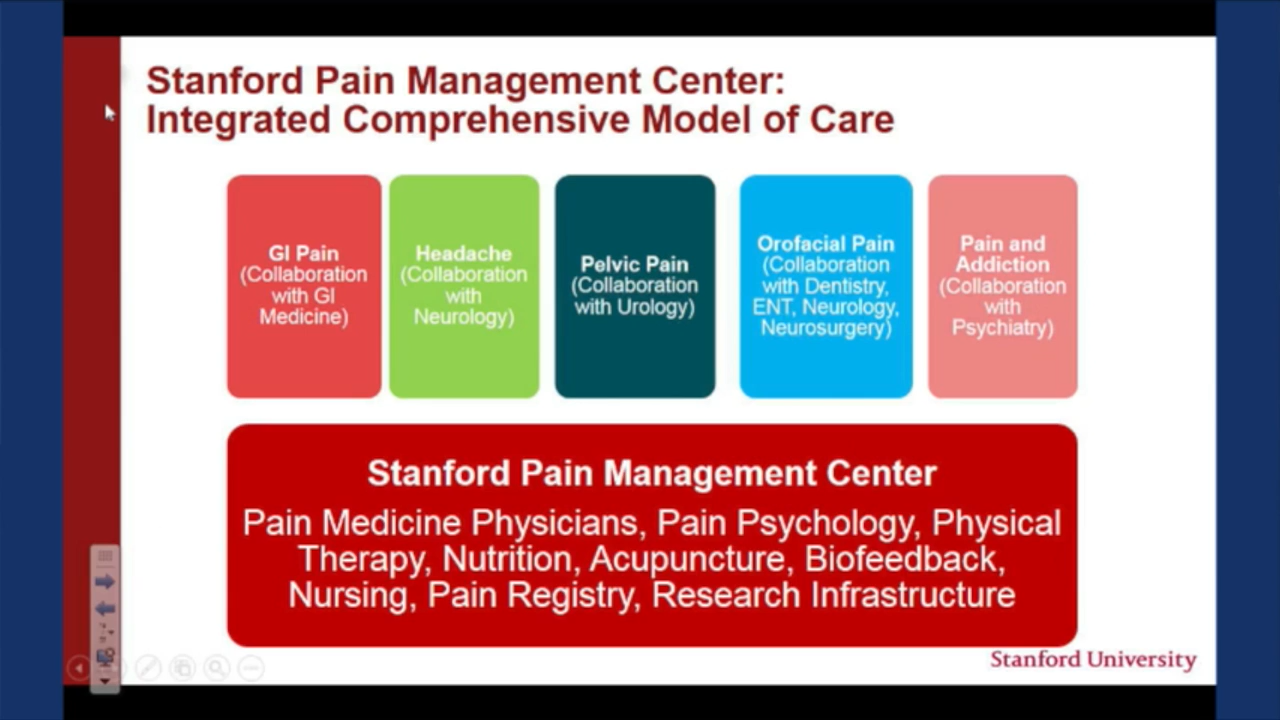 Stanford Pain Management Center:
Integrated Comprehensive Model of Care
GI Pain
(Collaboration
with GI
Medicine)
Headache
(Collaboration
with
Neurology)
Pelvic Pain
(Collaboration
with Urology)
Orofacial Pain
(Collaboration
with Dentistry,
ENT, Neurology,
Neurosurgery)
Pain and
Addiction
(Collaboration
with
Psychiatry)
Stanford Pain Management Center
Pain Medicine Physicians, Pain Psychology, Physical
Therapy, Nutrition, Acupuncture, Biofeedback,
Nursing, Pain Registry, Research Infrastructure
Stanford University